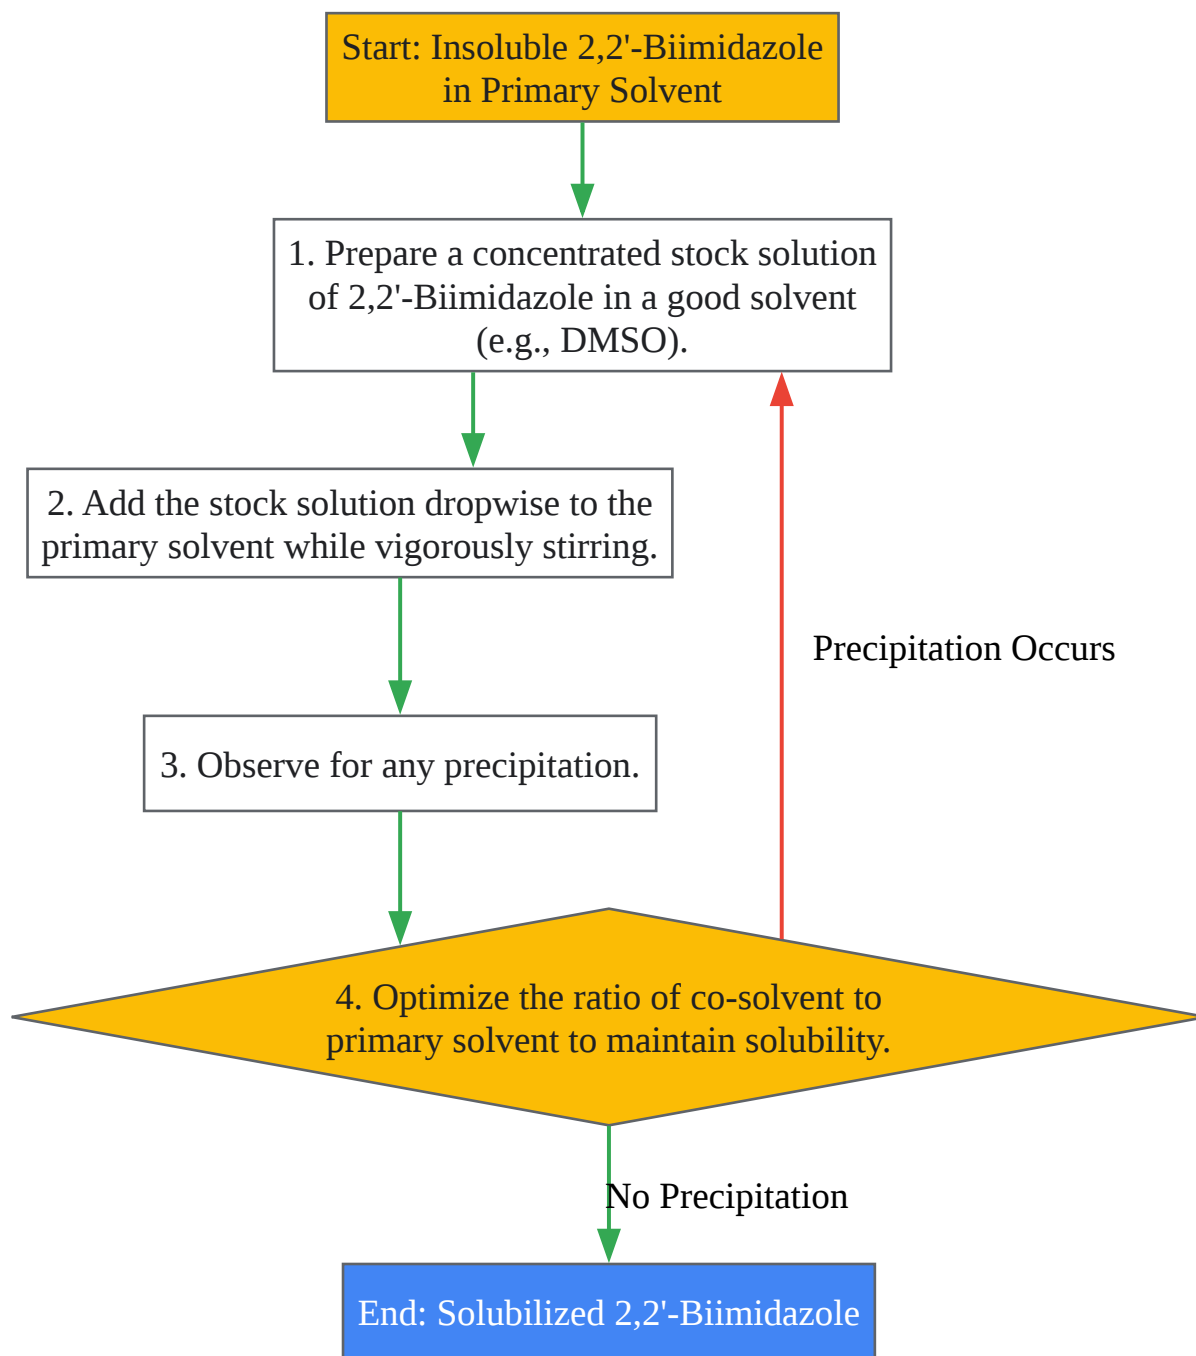 Start: Insoluble 2,2'-Biimidazole
in Primary Solvent
1. Prepare a concentrated stock solution
of 2,2'-Biimidazole in a good solvent
(e.g., DMSO).
2. Add the stock solution dropwise to the
primary solvent while vigorously stirring.
Precipitation Occurs
3. Observe for any precipitation.
4. Optimize the ratio of co-solvent to
primary solvent to maintain solubility.
No Precipitation
End: Solubilized 2,2'-Biimidazole